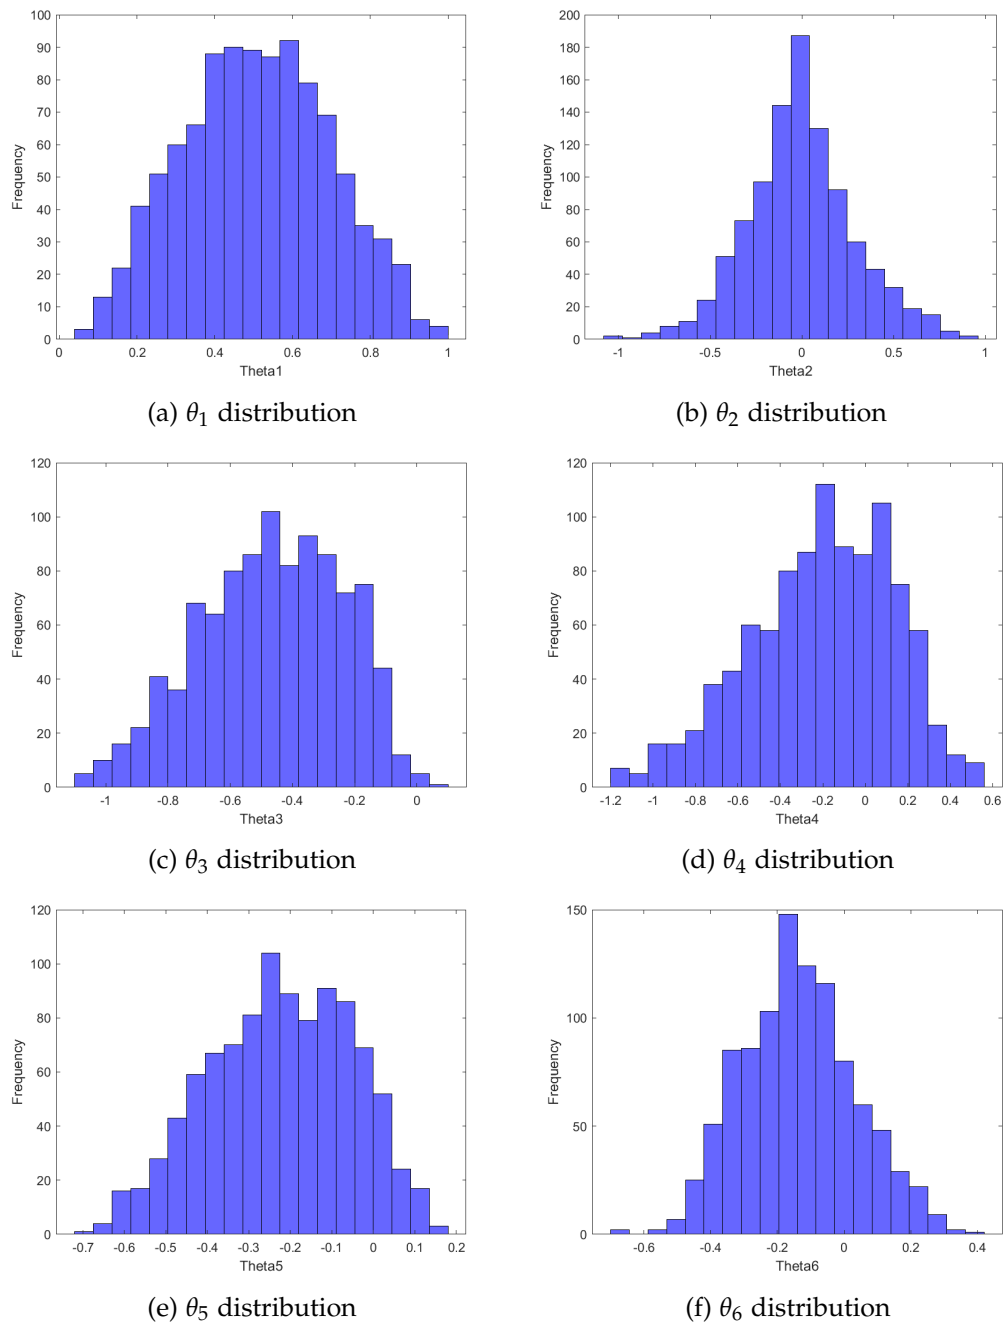 100
90
80
70
60
50
40
30
20
10
0
Frequency
0 0.2 0.4 0.6 0.8 1
Theta1
(a) θ₁ distribution
200
180
160
140
120
100
80
60
40
20
0
Frequency
-1 -0.5 0 0.5 1
Theta2
(b) θ₂ distribution
120
100
80
60
40
20
0
Frequency
-1 -0.8 -0.6 -0.4 -0.2 0
Theta3
(c) θ₃ distribution
120
100
80
60
40
20
0
Frequency
-1.2 -1 -0.8 -0.6 -0.4 -0.2 0 0.2 0.4 0.6
Theta4
(d) θ₄ distribution
120
100
80
60
40
20
0
Frequency
-0.7 -0.6 -0.5 -0.4 -0.3 -0.2 -0.1 0 0.1 0.2
Theta5
(e) θ₅ distribution
150
100
50
0
Frequency
-0.6 -0.4 -0.2 0 0.2 0.4
Theta6
(f) θ₆ distribution